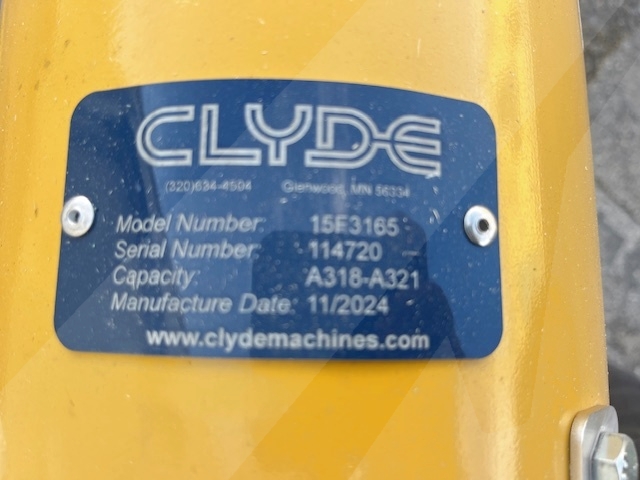 CLYDE
(320)634-4504 Glenwood, MN 56334
Model Number: 15F3165
Serial Number: 114720
Capacity: A318-A321
Manufacture Date: 11/2024
www.clydemachines.com